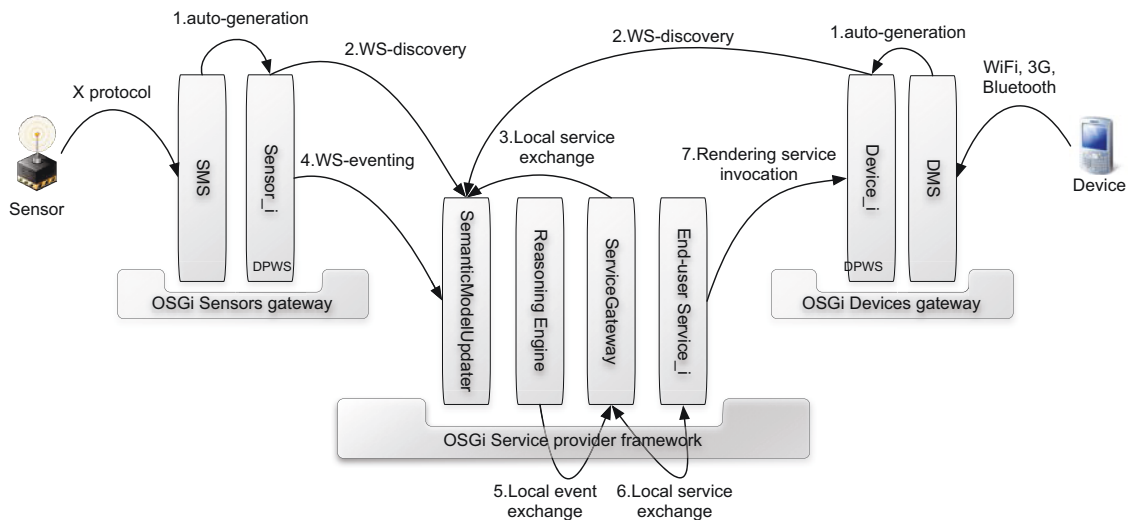 1.auto-generation
2.WS-discovery
2.WS-discovery
1.auto-generation
X protocol
WiFi, 3G,
Bluetooth
3.Local service
exchange
4.WS-eventing
7.Rendering service
invocation
Sensor
SMS
Sensor_i
DPWS
OSGi Sensors gateway
SemanticModelUpdater
Reasoning Engine
ServiceGateway
End-user Service_i
Device_i
DPWS
DMS
Device
OSGi Devices gateway
OSGi Service provider framework
5.Local event
exchange
6.Local service
exchange